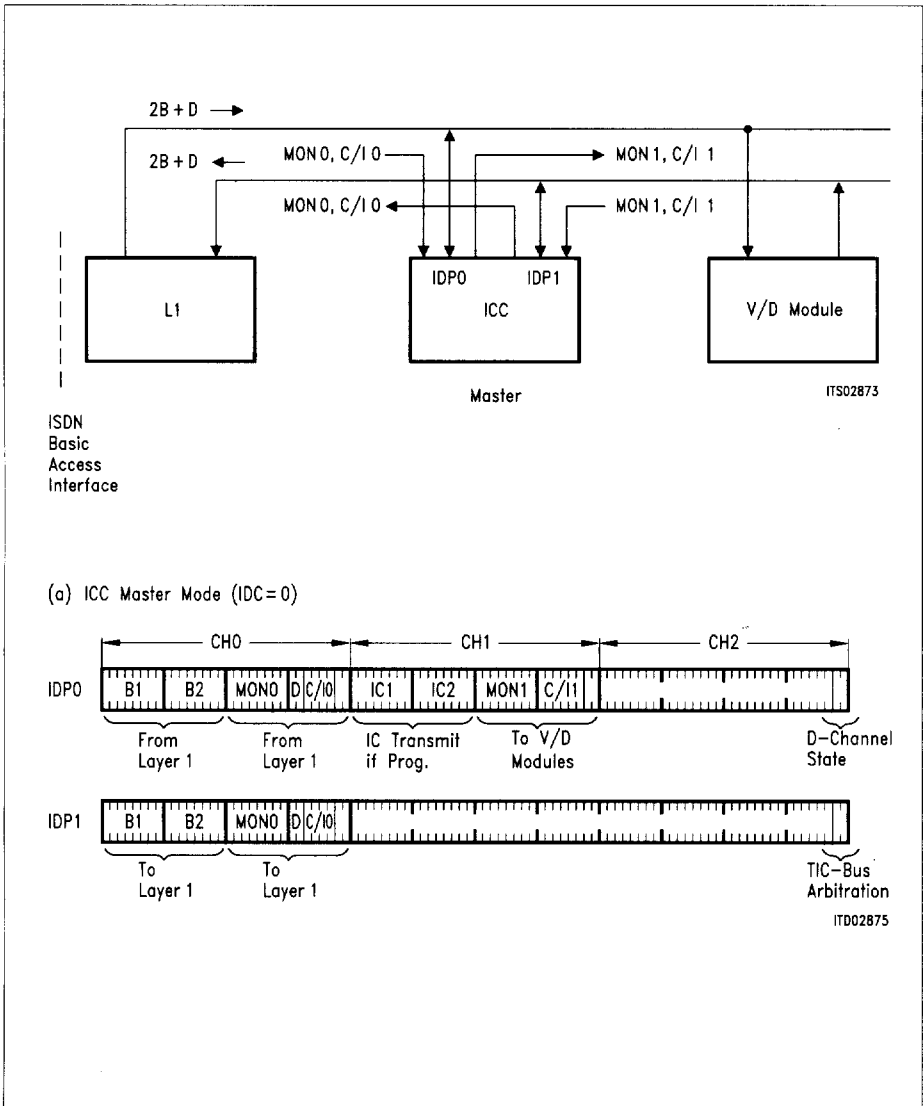 2B + D
2B + D
MON 0, C/I 0
MON 1, C/I 1
MON 0, C/I 0
MON 1, C/I 1
IDP0
IDP1
L1
ICC
V/D Module
Master
ITS02873
ISDN
Basic
Access
Interface
(a) ICC Master Mode (IDC = 0)
CH0
CH1
CH2
IDP0
B1
B2
MON0
D
C/I0
IC1
IC2
MON1
C/I1
From
Layer 1
From
Layer 1
IC Transmit
if Prog.
To V/D
Modules
D-Channel
State
IDP1
B1
B2
MON0
D
C/I0
To
Layer 1
To
Layer 1
TIC-Bus
Arbitration
ITD02875